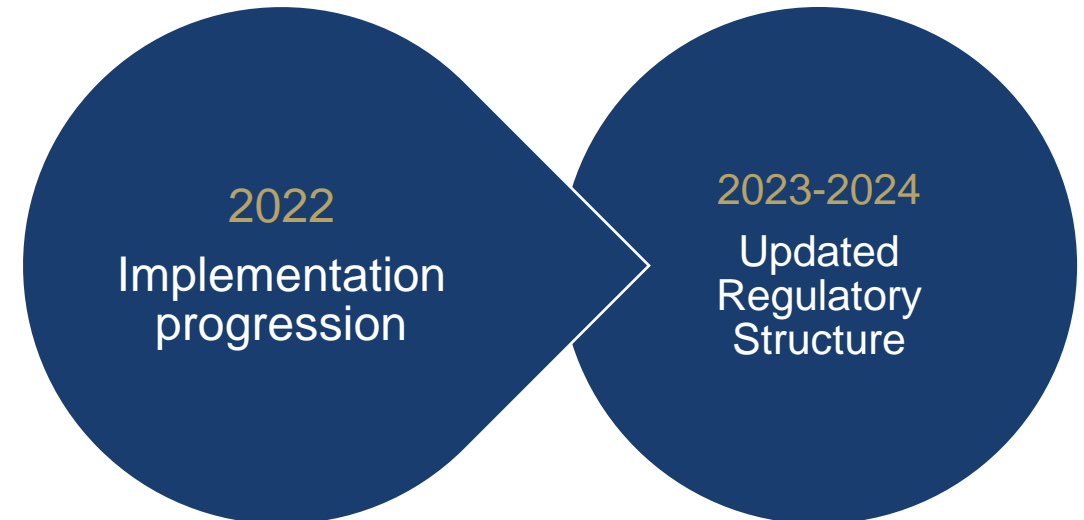 2022
Implementation
progression
2023-2024
Updated
Regulatory
Structure